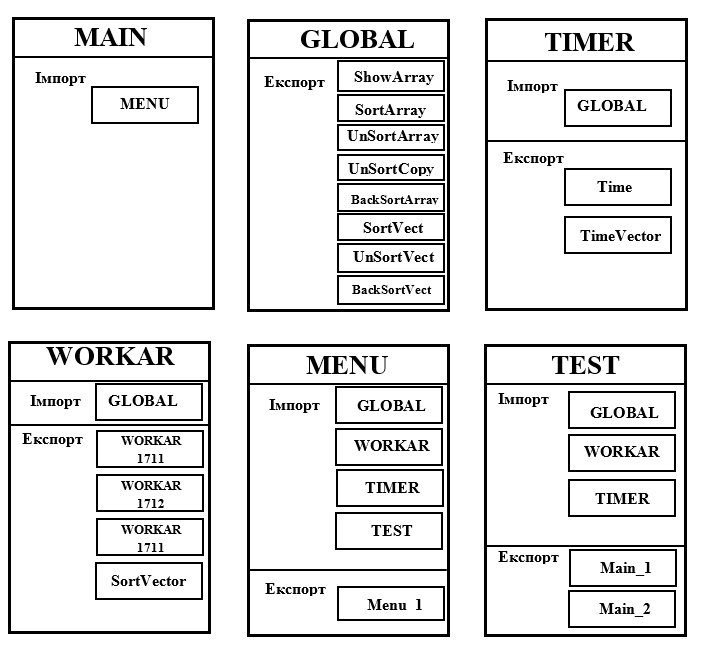 MAIN
Імпорт
MENU
GLOBAL
Експорт
ShowArray
SortArray
UnSortArray
UnSortCopy
BackSortArray
SortVect
UnSortVect
BackSortVect
TIMER
Імпорт
GLOBAL
Експорт
Time
TimeVector
WORKAR
Імпорт
GLOBAL
Експорт
WORKAR
1711
WORKAR
1712
WORKAR
1711
SortVector
MENU
Імпорт
GLOBAL
WORKAR
TIMER
TEST
Експорт
Menu_1
TEST
Імпорт
GLOBAL
WORKAR
TIMER
Експорт
Main_1
Main_2